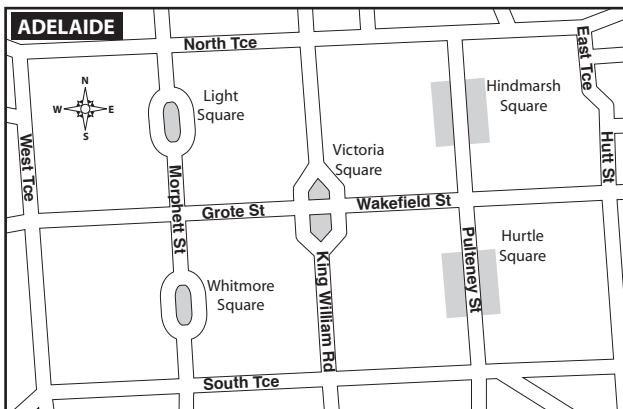 ADELAIDE
North Tce
East Tce
N
W
E
S
Light
Square
Hindmarsh
Square
Victoria
Square
West Tce
Hutt St
Morphett St
Grote St
Wakefield St
Hurtle
Square
Pulteney St
King William Rd
Whitmore
Square
South Tce